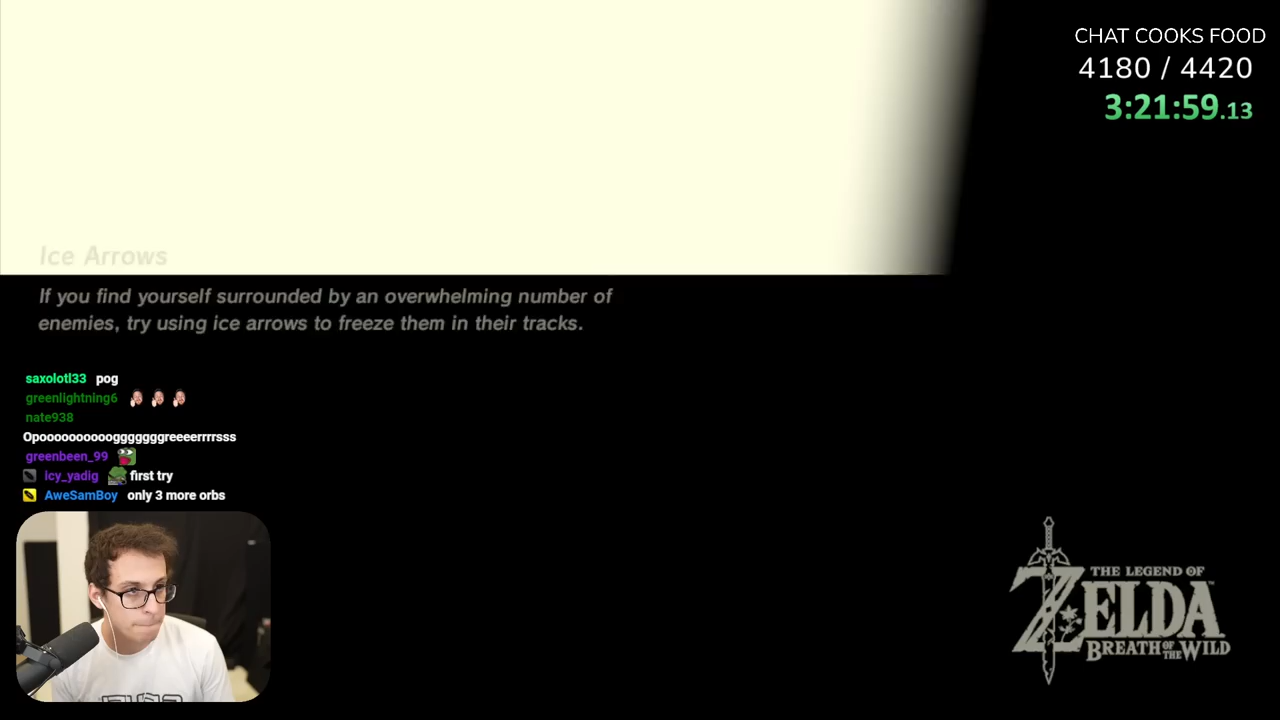 CHAT COOKS FOOD
4180 / 4420
3:21:59.13
Ice Arrows
If you find yourself surrounded by an overwhelming number of
enemies, try using ice arrows to freeze them in their tracks.
saxolotl33 pog
greenlightning6
nate938
Opoooooooooogggggggreeeerrrrsss
greenbeen_99
icy_yadig first try
AweSamBoy only 3 more orbs
THE LEGEND OF
ZELDA
BREATH OF THE WILD